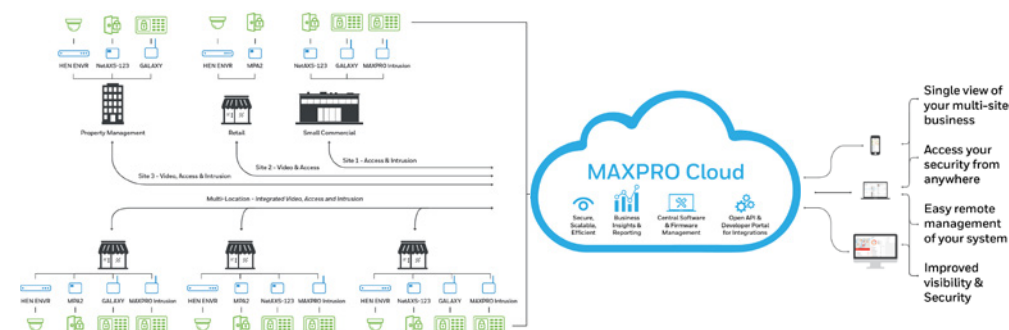 HEN ENVR NetAXS-123 GALAXY
HEN ENVR MPA2
NetAXS-123 GALAXY MAXPRO Intrusion
Property Management
Retail
Small Commercial
Site 1 - Access & Intrusion
Site 2 - Video & Access
Site 3 - Video, Access & Intrusion
Multi-Location - Integrated Video, Access and Intrusion
HEN ENVR MPA2 GALAXY MAXPRO Intrusion
HEN ENVR MPA2 NetAXS-123 MAXPRO Intrusion
HEN ENVR NetAXS-123 GALAXY MAXPRO Intrusion
MAXPRO Cloud
Secure,
Scalable,
Efficient
Business
Insights &
Reporting
Central Software
& Firmware
Management
Open API &
Developer Portal
for Integrations
Single view of
your multi-site
business
Access your
security from
anywhere
Easy remote
management
of your system
Improved
visibility &
Security